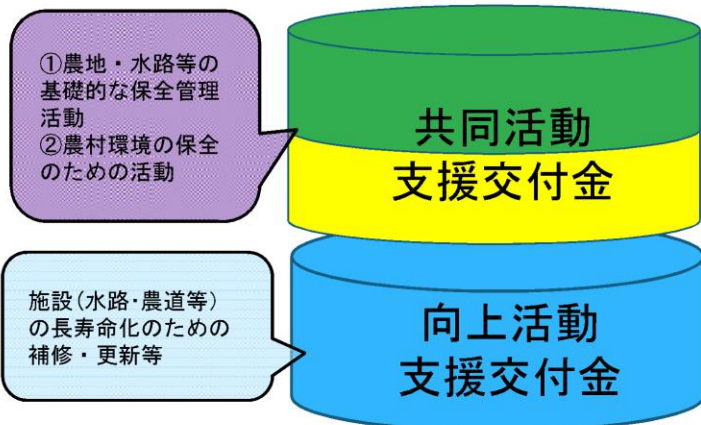 ①農地・水路等の
基礎的な保全管理
活動
②農村環境の保全
のための活動
共同活動
支援交付金
施設(水路・農道等)
の長寿命化のための
補修・更新等
向上活動
支援交付金